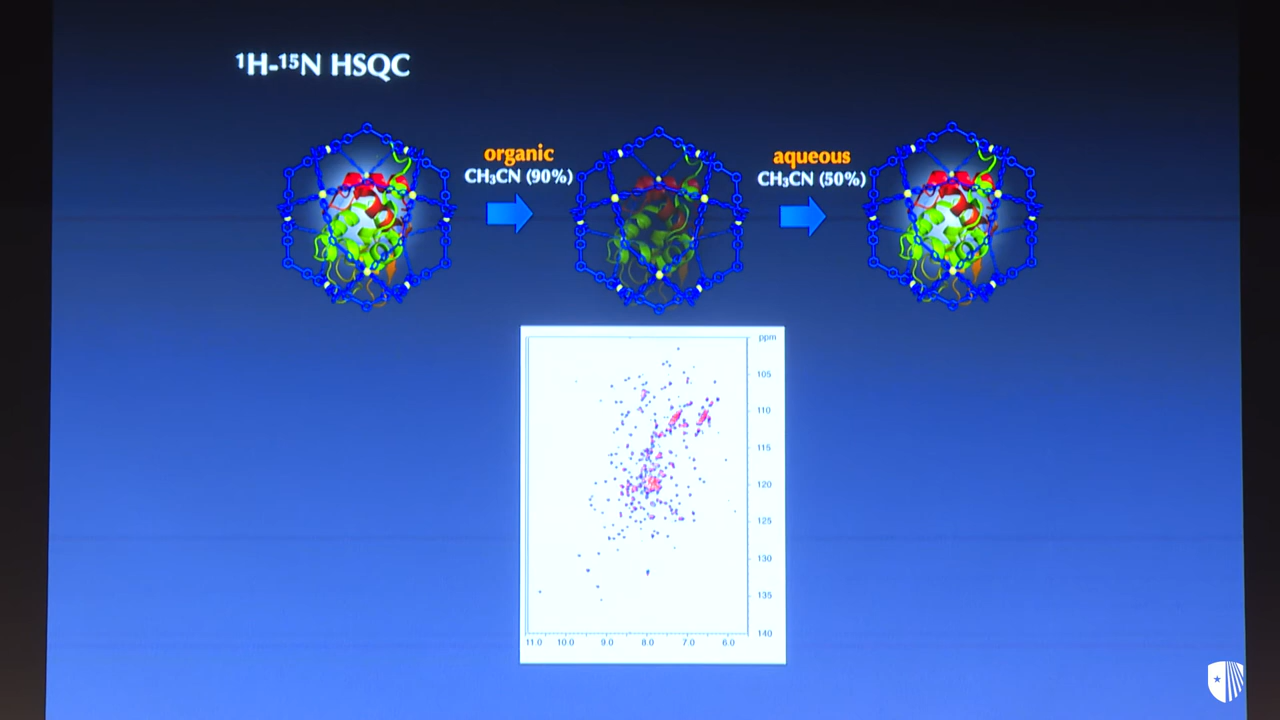 ¹H-¹⁵N HSQC
organic
CH₃CN (90%)
aqueous
CH₃CN (50%)
ppm
105
110
115
120
125
130
135
140
11.0 10.0 9.0 8.0 7.0 6.0